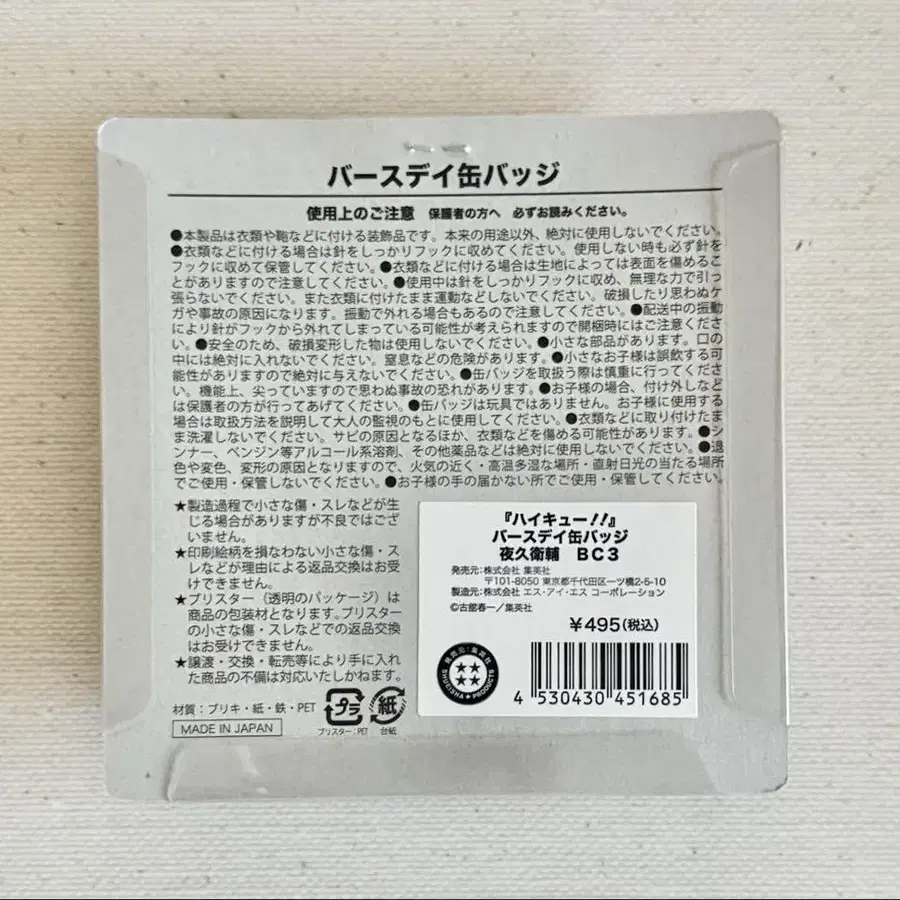 バースデイ缶バッジ
使用上のご注意 保護者の方へ 必ずお読みください。
●本製品は衣類や鞄などに付ける装飾品です。本来の用途以外、絶対に使用しないでください。
●衣類などに付ける場合は針をしっかりフックに収めてください。使用しない時も必ず針を
フックに収めて保管してください。●衣類などに付ける場合は生地によっては表面を傷めるこ
とがありますので注意してください。●使用中は針をしっかりフックに収め、無理な力で引っ
張らないでください。また衣類に付けたまま運動などしないでください。破損したり思わぬケ
ガや事故の原因になります。振動で外れる場合もあるので注意してください。●配送中の振動
により針がフックから外れてしまっている可能性が考えられますので開梱時にはご注意くださ
い。●安全のため、破損変形した物は使用しないでください。●小さな部品があります。口の
中には絶対に入れないでください。窒息などの危険があります。●小さなお子様は誤飲する可
能性がありますので絶対に与えないでください。●缶バッジを取扱う際は慎重に行ってくださ
い。機能上、尖っていますので思わぬ事故の恐れがあります。●お子様の場合、付け外しなど
は保護者の方が行ってあげてください。●缶バッジは玩具ではありません。お子様に使用する
場合は取扱方法を説明して大人の監視のもとに使用してください。●衣類などに取り付けたま
ま洗濯しないでください。サビの原因となるほか、衣類などを傷める可能性があります。●シ
ンナー、ベンジン等アルコール系溶剤、その他薬品などは絶対に使用しないでください。●退
色や変色、変形の原因となりますので、火気の近く・高温多湿な場所・直射日光の当たる場所
でご使用・保管しないでください。●お子様の手の届かない所でご使用・保管してください。
★製造過程で小さな傷・スレなどが生
じる場合がありますが不良ではござ
いません。
★印刷絵柄を損なわない小さな傷・ス
レなどが理由による返品交換はお受
けできません。
★ブリスター(透明のパッケージ)は
商品の包装材となります。ブリスター
の小さな傷・スレなどでの返品交換
はお受けできません。
★譲渡・交換・転売等により手に入れ
た商品の不備は対応いたしかねます。
材質:ブリキ・紙・鉄・PET
MADE IN JAPAN
プラ
ブリスター:PET
紙
台紙
『ハイキュー!!』
バースデイ缶バッジ
夜久衛輔 BC3
発売元:株式会社 集英社
〒101-8050 東京都千代田区一ツ橋2-5-10
製造元:株式会社 エス・アイ・エス コーポレーション
©古舘春一/集英社
¥495(税込)
発売元:集英社
SHUEISHA★PRODUCTS
4 530430 451685